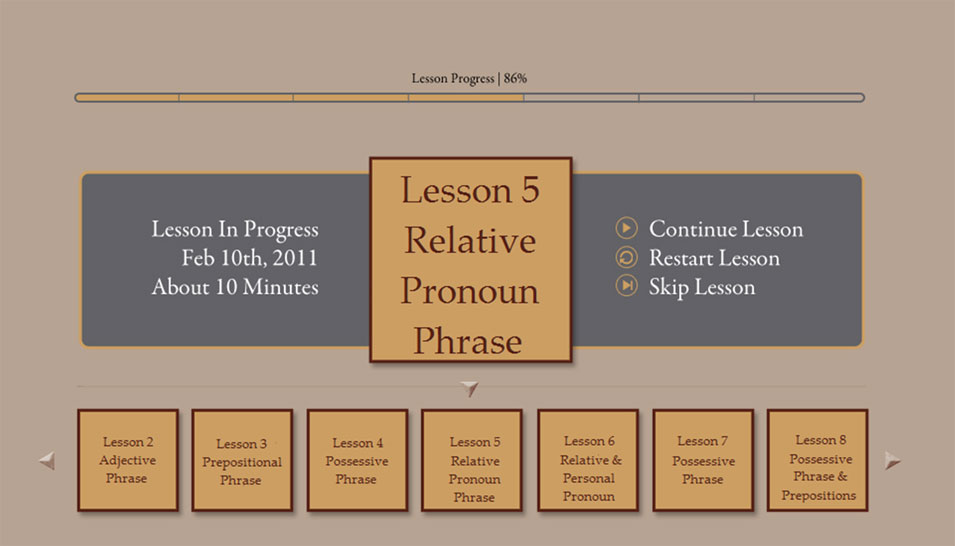 Lesson Progress | 86%
Lesson In Progress
Feb 10th, 2011
About 10 Minutes
Lesson 5
Relative
Pronoun
Phrase
Continue Lesson
Restart Lesson
Skip Lesson
Lesson 2
Adjective
Phrase
Lesson 3
Prepositional
Phrase
Lesson 4
Possessive
Phrase
Lesson 5
Relative
Pronoun
Phrase
Lesson 6
Relative &
Personal
Pronoun
Lesson 7
Possessive
Phrase
Lesson 8
Possessive
Phrase &
Prepositions